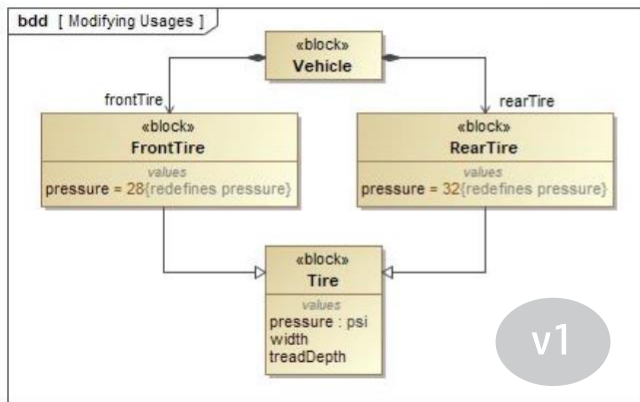 bdd [ Modifying Usages ]
«block»
Vehicle
frontTire
rearTire
«block»
FrontTire
values
pressure = 28{redefines pressure}
«block»
RearTire
values
pressure = 32{redefines pressure}
«block»
Tire
values
pressure : psi
width
treadDepth
v1